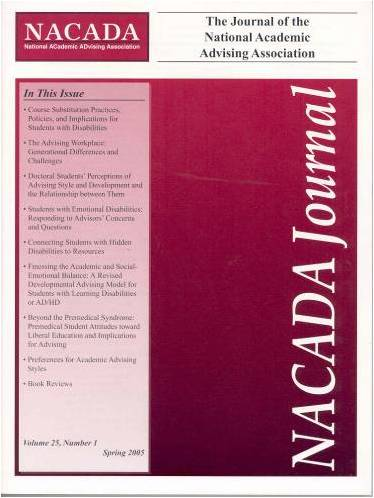 NACADA
National ACademic ADvising Association
The Journal of the
National Academic
Advising Association
In This Issue
• Course Substitution Practices,
Policies, and Implications for
Students with Disabilities
• The Advising Workplace:
Generational Differences and
Challenges
• Doctoral Students' Perceptions of
Advising Style and Development and
the Relationship between Them
• Students with Emotional Disabilities:
Responding to Advisors' Concerns
and Questions
• Connecting Students with Hidden
Disabilities to Resources
• Finessing the Academic and Social-
Emotional Balance: A Revised
Developmental Advising Model for
Students with Learning Disabilities
or AD/HD
• Beyond the Premedical Syndrome:
Premedical Student Attitudes toward
Liberal Education and Implications
for Advising
• Preferences for Academic Advising
Styles
• Book Reviews
Volume 25, Number 1
Spring 2005
NACADA Journal